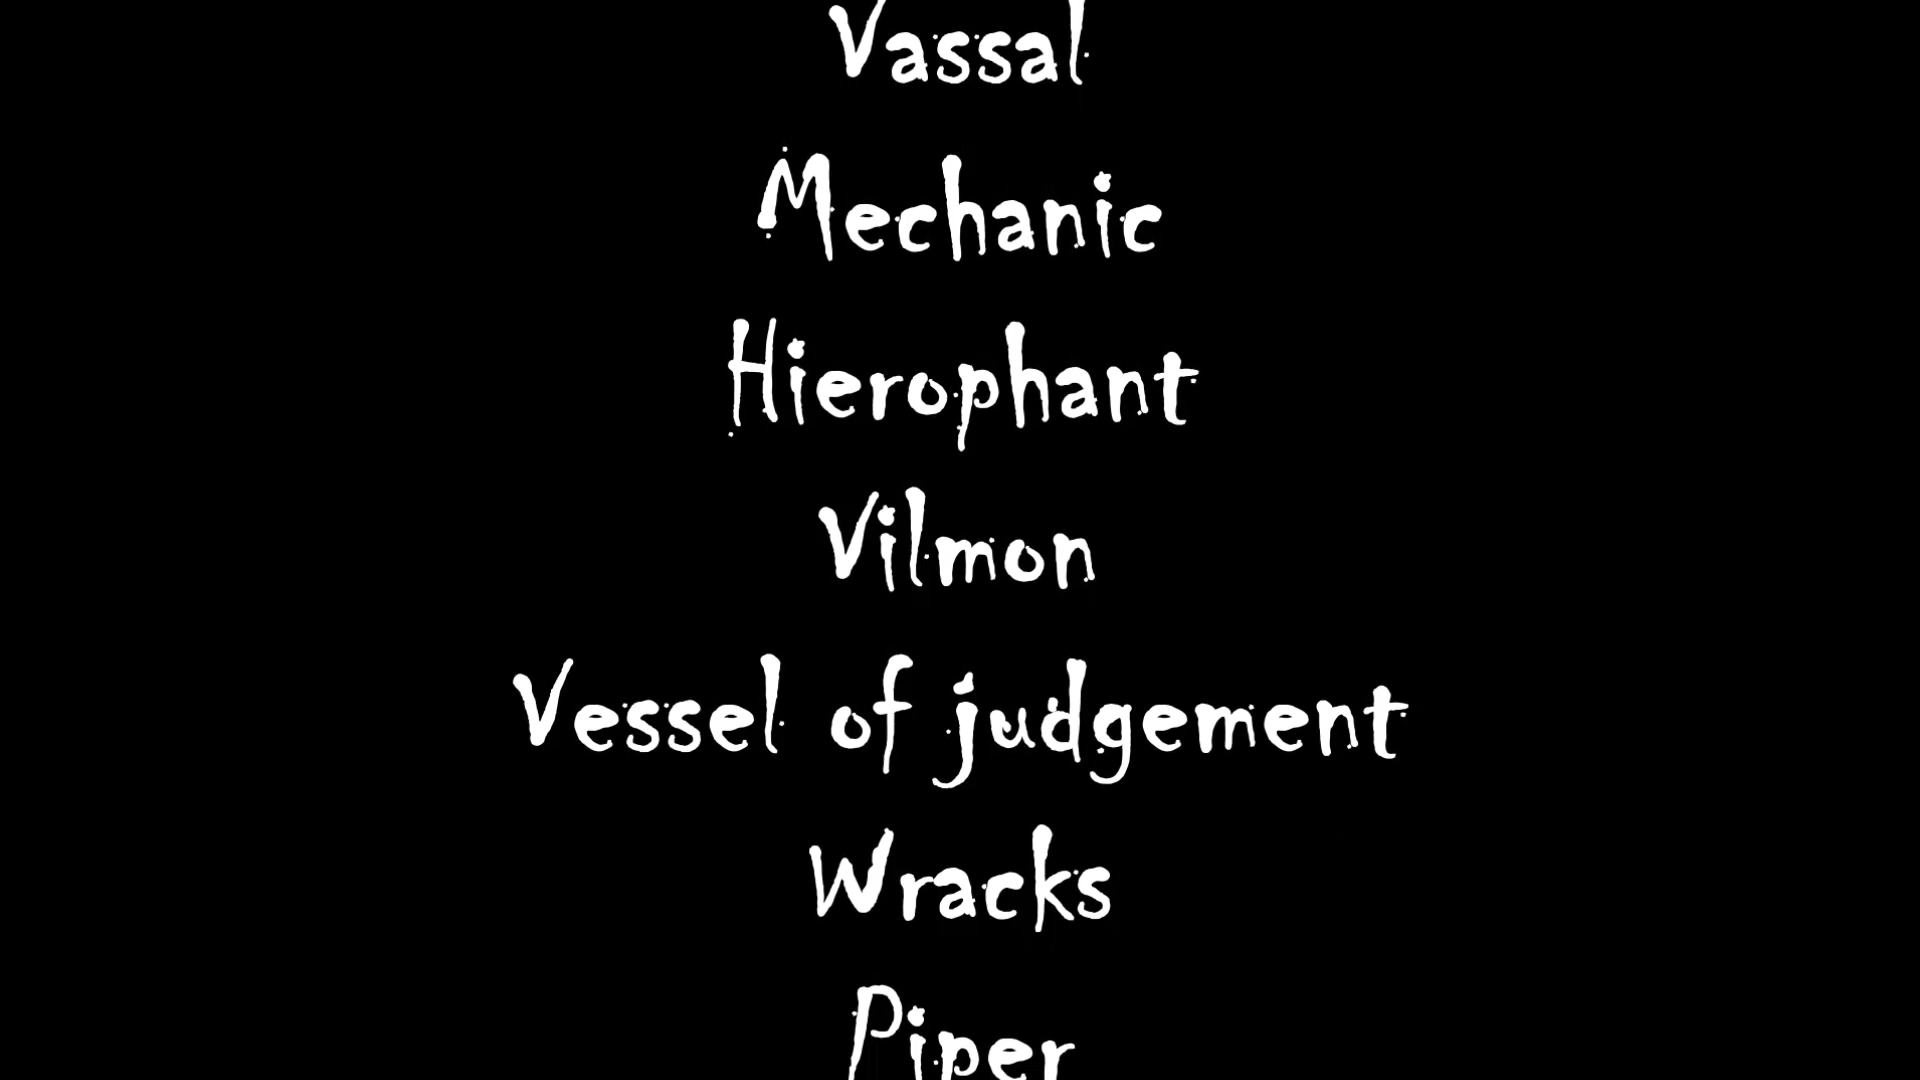 Vassal
Mechanic
Hierophant
Vilmon
Vessel of judgement
Wracks
Piper